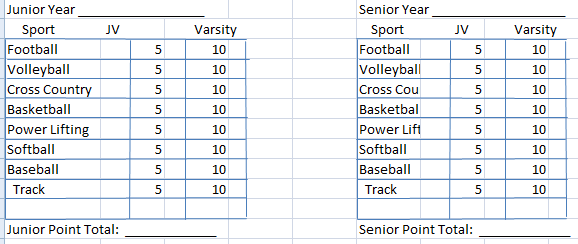 Junior Year ____________________
Sport JV Varsity
Football 5 10
Volleyball 5 10
Cross Country 5 10
Basketball 5 10
Power Lifting 5 10
Softball 5 10
Baseball 5 10
Track 5 10
Junior Point Total: ______________
Senior Year ____________________
Sport JV Varsity
Football 5 10
Volleyball 5 10
Cross Cou 5 10
Basketbal 5 10
Power Lift 5 10
Softball 5 10
Baseball 5 10
Track 5 10
Senior Point Total: ______________